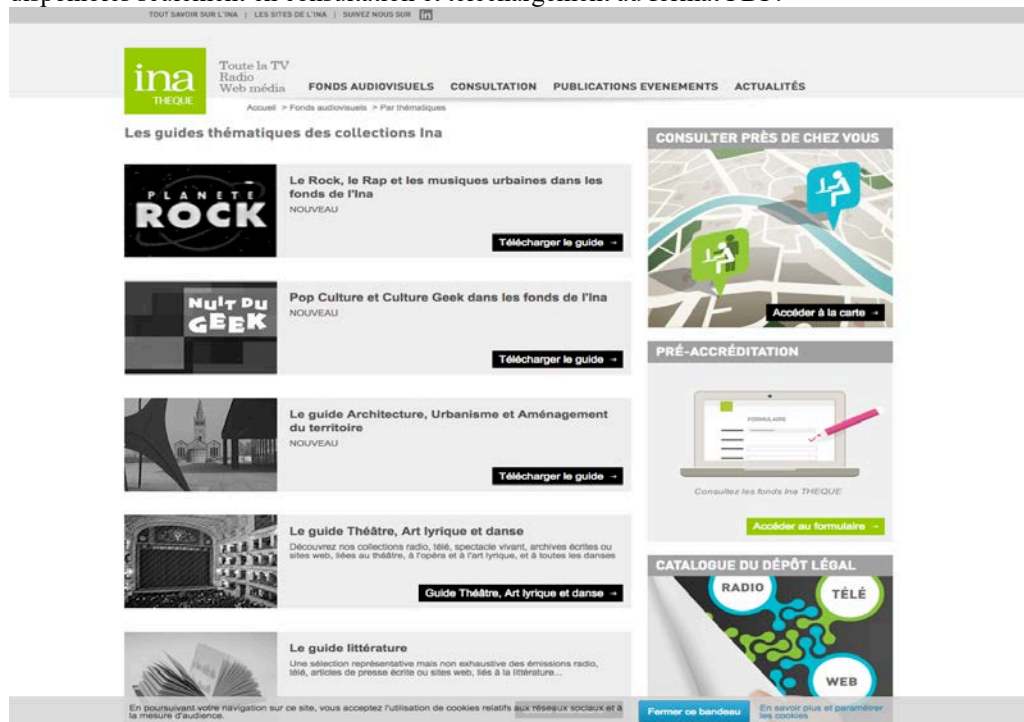 disponibles seulement en consultation et téléchargement au format PDF.
TOUT SAVOIR SUR L'INA | LES SITES DE L'INA | SUIVEZ NOUS SUR in
ina
THEQUE
Toute la TV
Radio
Web média
FONDS AUDIOVISUELS CONSULTATION PUBLICATIONS EVENEMENTS ACTUALITÉS
Accueil > Fonds audiovisuels > Par thématiques
Les guides thématiques des collections Ina
PLANETE
ROCK
Le Rock, le Rap et les musiques urbaines dans les
fonds de l'Ina
NOUVEAU
Télécharger le guide →
NUIT DU
GEEK
Pop Culture et Culture Geek dans les fonds de l'Ina
NOUVEAU
Télécharger le guide →
Le guide Architecture, Urbanisme et Aménagement
du territoire
NOUVEAU
Télécharger le guide →
Le guide Théâtre, Art lyrique et danse
Découvrez nos collections radio, télé, spectacle vivant, archives écrites ou
sites web, liées au théâtre, à l'opéra et à l'art lyrique, et à toutes les danses
Guide Théâtre, Art lyrique et danse →
Le guide littérature
Une sélection représentative mais non exhaustive des émissions radio,
télé, articles de presse écrite ou sites web, liés à la littérature...
CONSULTER PRÈS DE CHEZ VOUS
Accéder à la carte →
PRÉ-ACCRÉDITATION
FORMULAIRE
Consultez les fonds Ina THEQUE
Accéder au formulaire →
CATALOGUE DU DÉPÔT LÉGAL
RADIO
TÉLÉ
WEB
En poursuivant votre navigation sur ce site, vous acceptez l'utilisation de cookies relatifs aux réseaux sociaux et à
la mesure d'audience.
Fermer ce bandeau
En savoir plus et paramétrer
les cookies